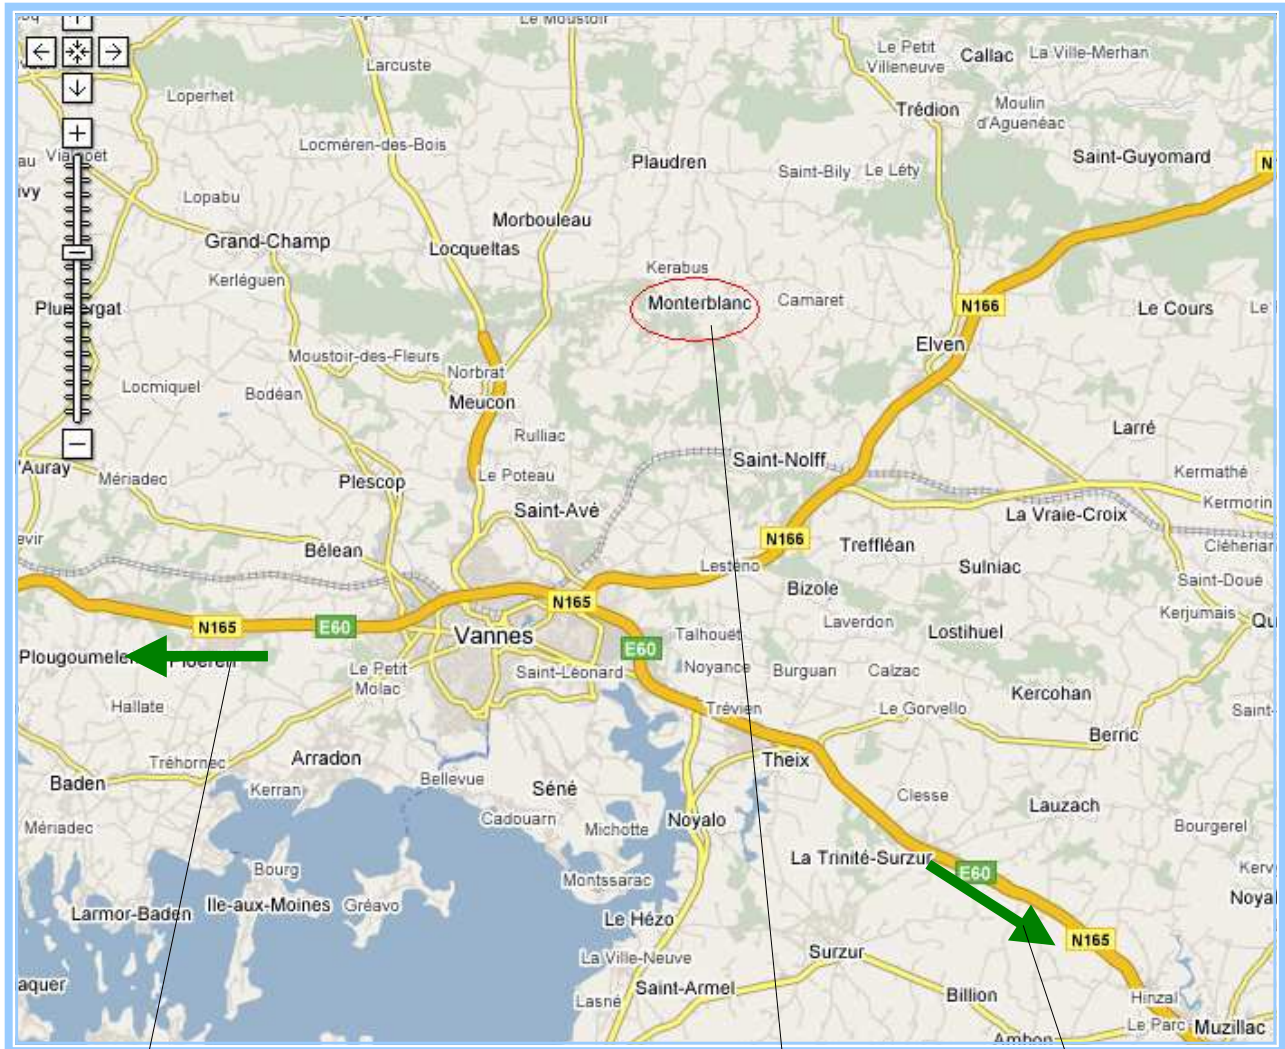 Le Moustoir
Le Petit
Villeneuve
Callac
La Ville-Merhan
Larcuste
Loperhet
Trédion
Moulin
d'Aguenéac
Locméren-des-Bois
Plaudren
Saint-Bily
Le Léty
Saint-Guyomard
N
Lopabu
Morbouleau
Grand-Champ
Locqueltas
Kerléguen
Kerabus
Monterblanc
Camaret
N166
Le Cours
Elven
Moustoir-des-Fleurs
Norbrat
Locmiquel
Bodéan
Meucon
Larré
Rulliac
Saint-Nolff
'Auray
Mériadec
Plescop
Le Poteau
Kermathé
Kermorin
Saint-Avé
La Vraie-Croix
Bélean
N166
Treffléan
Lesteno
Sulniac
Saint-Doué
Bizole
N165
Kerjumais
N165
E60
Vannes
E60
Talhouët
Laverdon
Lostihuel
Le Petit
Molac
Saint-Léonard
Noyance
Burguan
Calzac
Hallate
Trévien
Le Gorvello
Kercohan
Berric
Tréhornec
Arradon
Theix
Baden
Kerran
Bellevue
Séné
Clesse
Lauzach
Mériadec
Cadouarn
Michotte
Noyalo
Bourgerel
La Trinité-Surzur
E60
Bourg
Montssarac
Larmor-Baden
Ile-aux-Moines
Gréavo
Le Hézo
N165
La Ville-Neuve
Surzur
Lasné
Saint-Armel
Billion
Hinzal
Le Parc
Muzillac